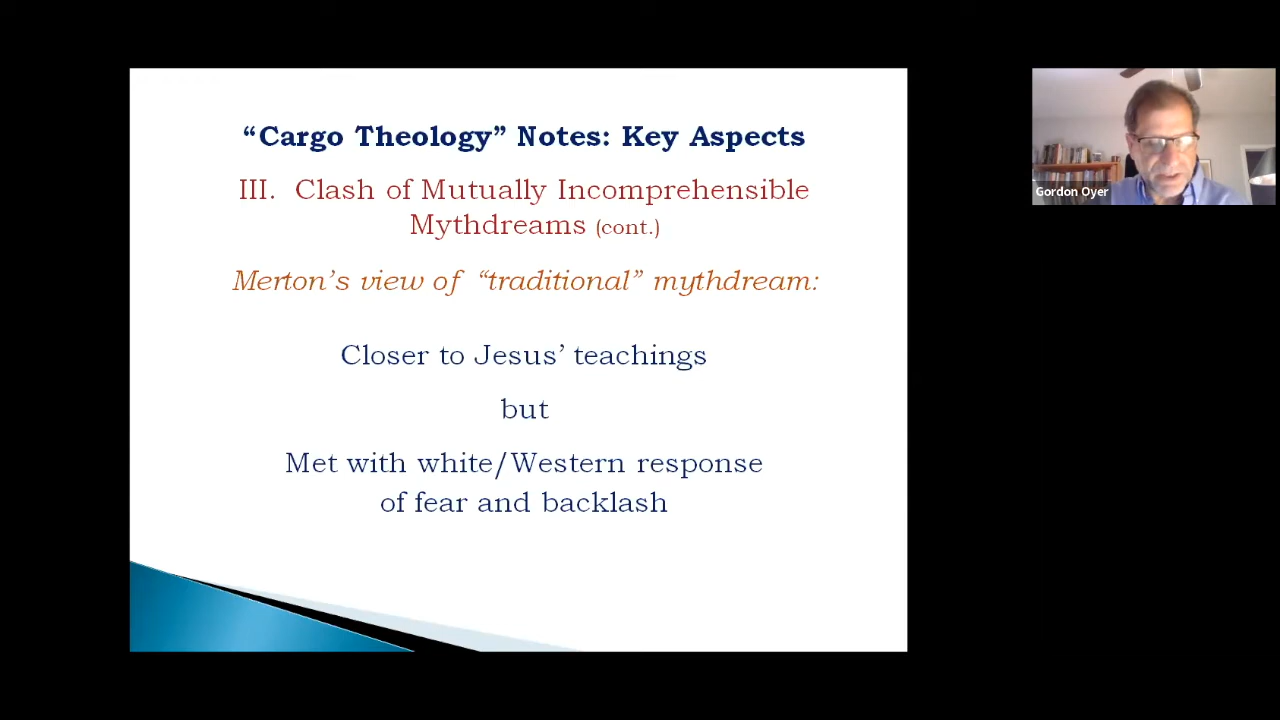 “Cargo Theology” Notes: Key Aspects
III. Clash of Mutually Incomprehensible
Mythdreams (cont.)
Merton’s view of “traditional” mythdream:
Closer to Jesus’ teachings
but
Met with white/Western response
of fear and backlash
Gordon Oyer